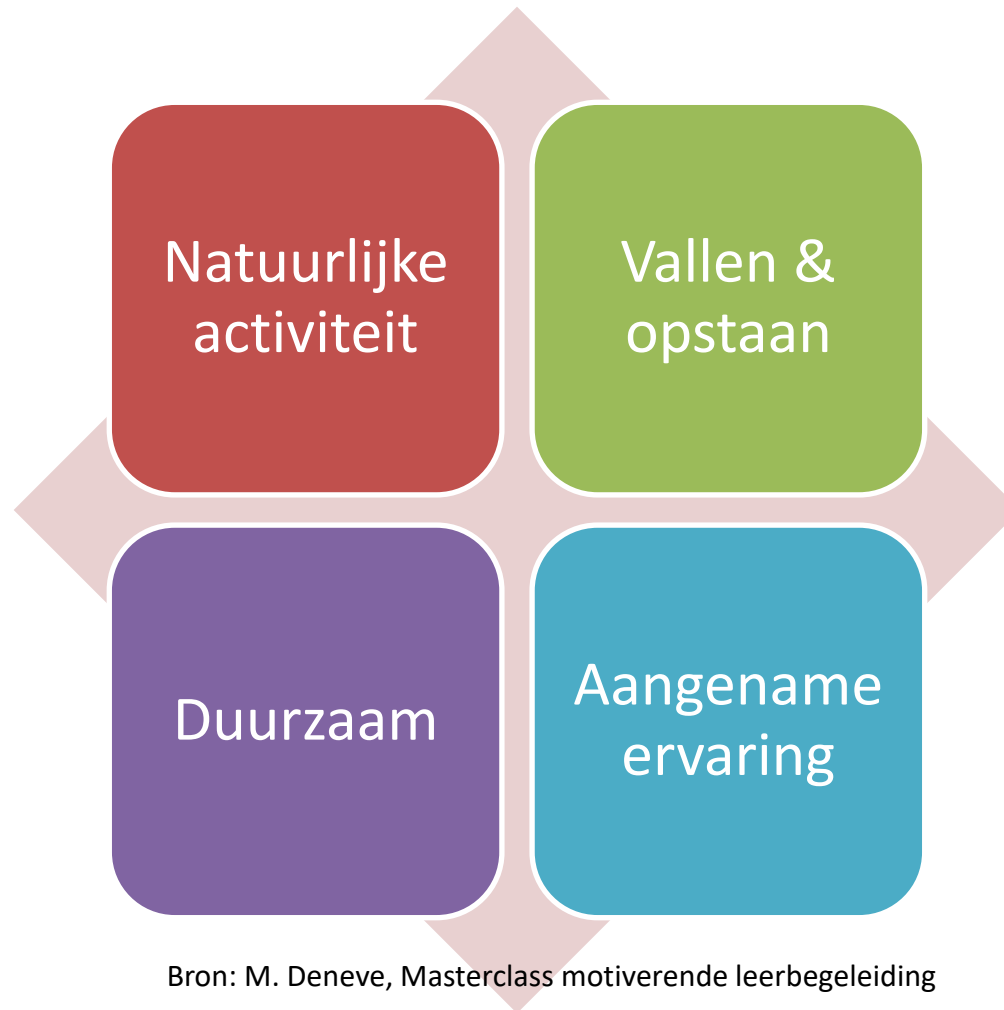 Natuurlijke
activiteit
Vallen &
opstaan
Duurzaam
Aangename
ervaring
Bron: M. Deneve, Masterclass motiverende leerbegeleiding